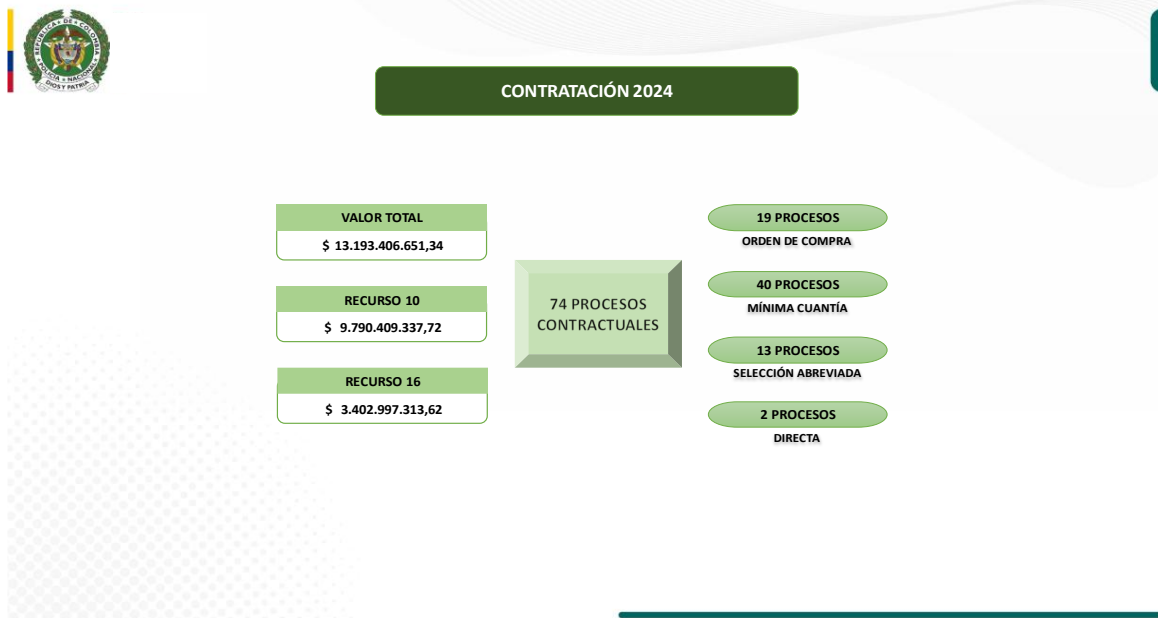 REPÚBLICA DE COLOMBIA
POLICÍA NACIONAL
DIOS Y PATRIA
CONTRATACIÓN 2024
VALOR TOTAL
$ 13.193.406.651,34
RECURSO 10
$ 9.790.409.337,72
RECURSO 16
$ 3.402.997.313,62
74 PROCESOS
CONTRACTUALES
19 PROCESOS
ORDEN DE COMPRA
40 PROCESOS
MÍNIMA CUANTÍA
13 PROCESOS
SELECCIÓN ABREVIADA
2 PROCESOS
DIRECTA